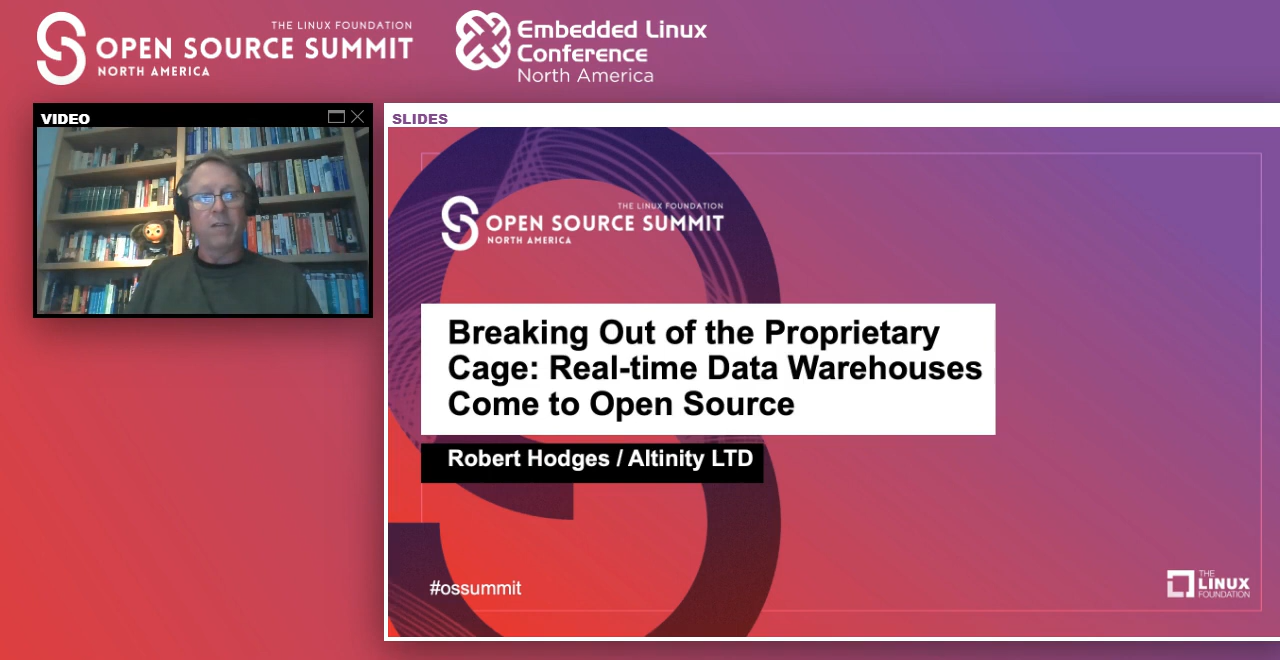 THE LINUX FOUNDATION
OPEN SOURCE SUMMIT
NORTH AMERICA
Embedded Linux
Conference
North America
VIDEO
SLIDES
THE LINUX FOUNDATION
OPEN SOURCE SUMMIT
NORTH AMERICA
Breaking Out of the Proprietary
Cage: Real-time Data Warehouses
Come to Open Source
Robert Hodges / Altinity LTD
#ossummit
THE
LINUX
FOUNDATION